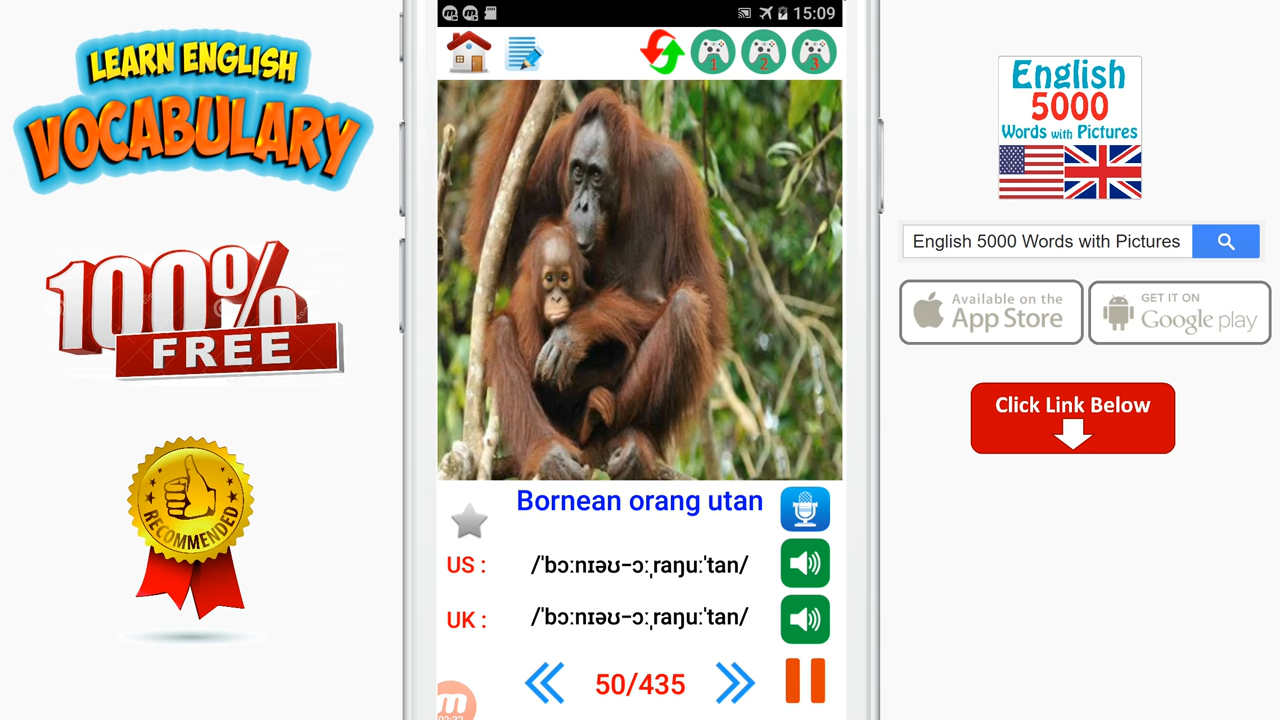 LEARN ENGLISH
VOCABULARY
100%
FREE
RECOMMENDED
15:09
1
2
3
Bornean orang utan
US :
/ˈbɔːnɪəʊ-ɔːˌraŋuːˈtan/
UK :
/ˈbɔːnɪəʊ-ɔːˌraŋuːˈtan/
50/435
English
5000
Words with Pictures
English 5000 Words with Pictures
Available on the
App Store
GET IT ON
Google play
Click Link Below